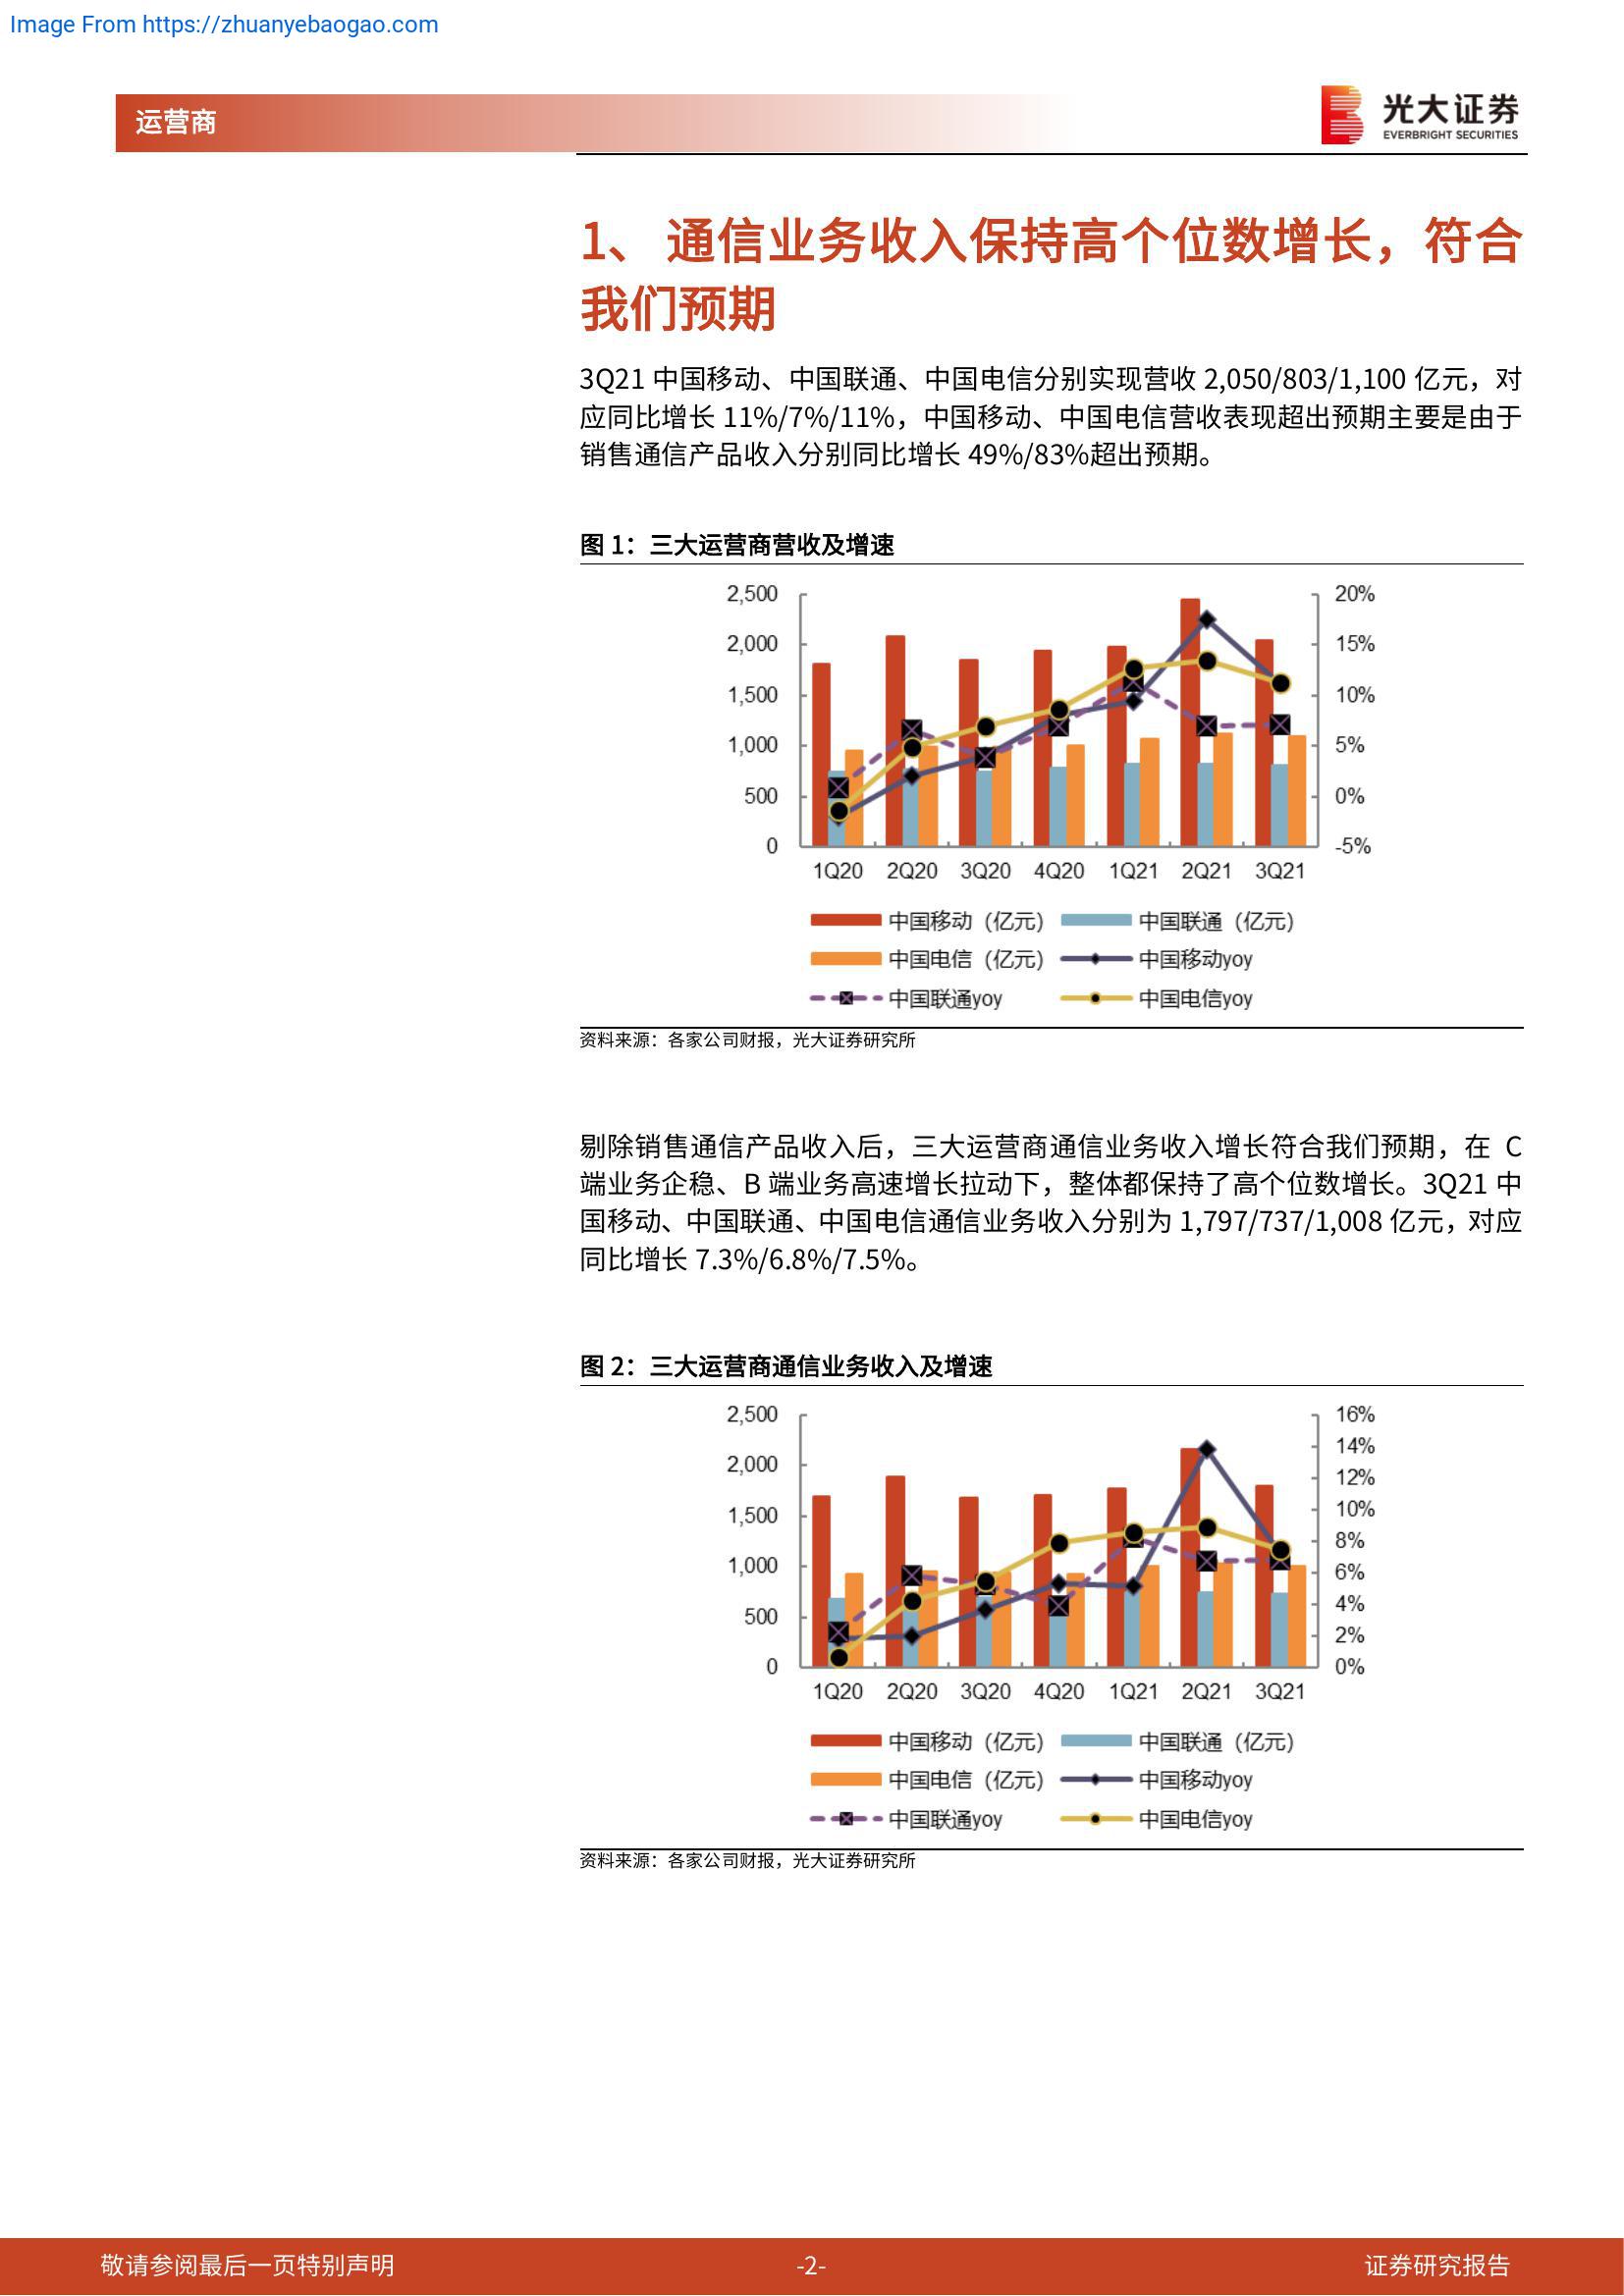 Image From https://zhuanyebaogao.com
运营商
光大证券
EVERBRIGHT SECURITIES
1、 通信业务收入保持高个位数增长，符合
我们预期
3Q21 中国移动、中国联通、中国电信分别实现营收 2,050/803/1,100 亿元，对
应同比增长 11%/7%/11%，中国移动、中国电信营收表现超出预期主要是由于
销售通信产品收入分别同比增长 49%/83%超出预期。
图 1：三大运营商营收及增速
2,500
2,000
1,500
1,000
500
0
20%
15%
10%
5%
0%
-5%
1Q20 2Q20 3Q20 4Q20 1Q21 2Q21 3Q21
中国移动（亿元） 中国联通（亿元）
中国电信（亿元） 中国移动yoy
中国联通yoy 中国电信yoy
资料来源：各家公司财报，光大证券研究所
剔除销售通信产品收入后，三大运营商通信业务收入增长符合我们预期，在 C
端业务企稳、B 端业务高速增长拉动下，整体都保持了高个位数增长。3Q21 中
国移动、中国联通、中国电信通信业务收入分别为 1,797/737/1,008 亿元，对应
同比增长 7.3%/6.8%/7.5%。
图 2：三大运营商通信业务收入及增速
2,500
2,000
1,500
1,000
500
0
16%
14%
12%
10%
8%
6%
4%
2%
0%
1Q20 2Q20 3Q20 4Q20 1Q21 2Q21 3Q21
中国移动（亿元） 中国联通（亿元）
中国电信（亿元） 中国移动yoy
中国联通yoy 中国电信yoy
资料来源：各家公司财报，光大证券研究所
敬请参阅最后一页特别声明 -2- 证券研究报告